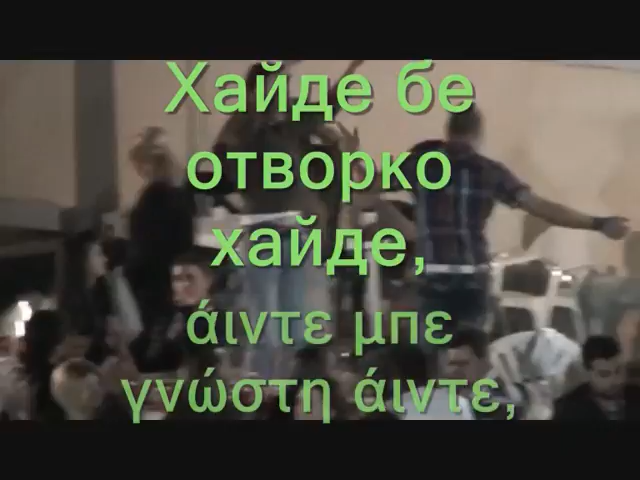 Хайде бе
отворко
хайде,
άιντε μπε
γνώστη άιντε,